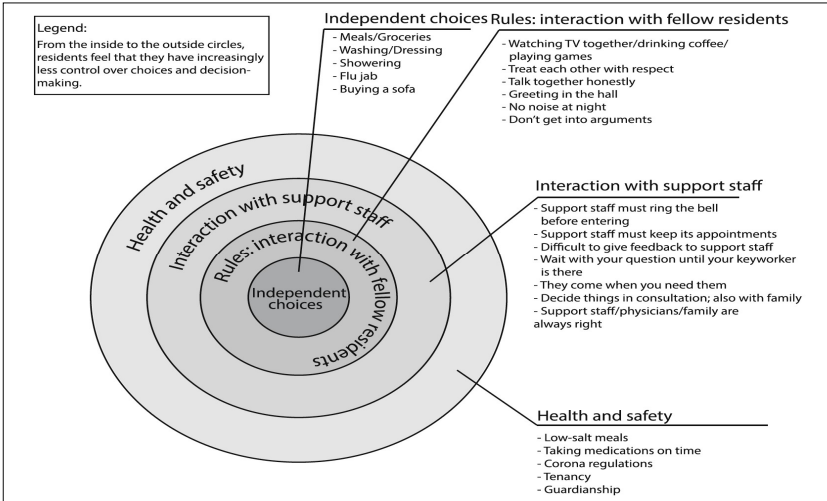 Legend:
From the inside to the outside circles,
residents feel that they have increasingly
less control over choices and decision-
making.
Independent choices
- Meals/Groceries
- Washing/Dressing
- Showering
- Flu jab
- Buying a sofa
Rules: interaction with fellow residents
- Watching TV together/drinking coffee/
playing games
- Treat each other with respect
- Talk together honestly
- Greeting in the hall
- No noise at night
- Don't get into arguments
Health and safety
Interaction with support staff
Rules: interaction with fellow residents
Independent
choices
Interaction with support staff
- Support staff must ring the bell
before entering
- Support staff must keep its appointments
- Difficult to give feedback to support staff
- Wait with your question until your keyworker
is there
- They come when you need them
- Decide things in consultation; also with family
- Support staff/physicians/family are
always right
Health and safety
- Low-salt meals
- Taking medications on time
- Corona regulations
- Tenancy
- Guardianship